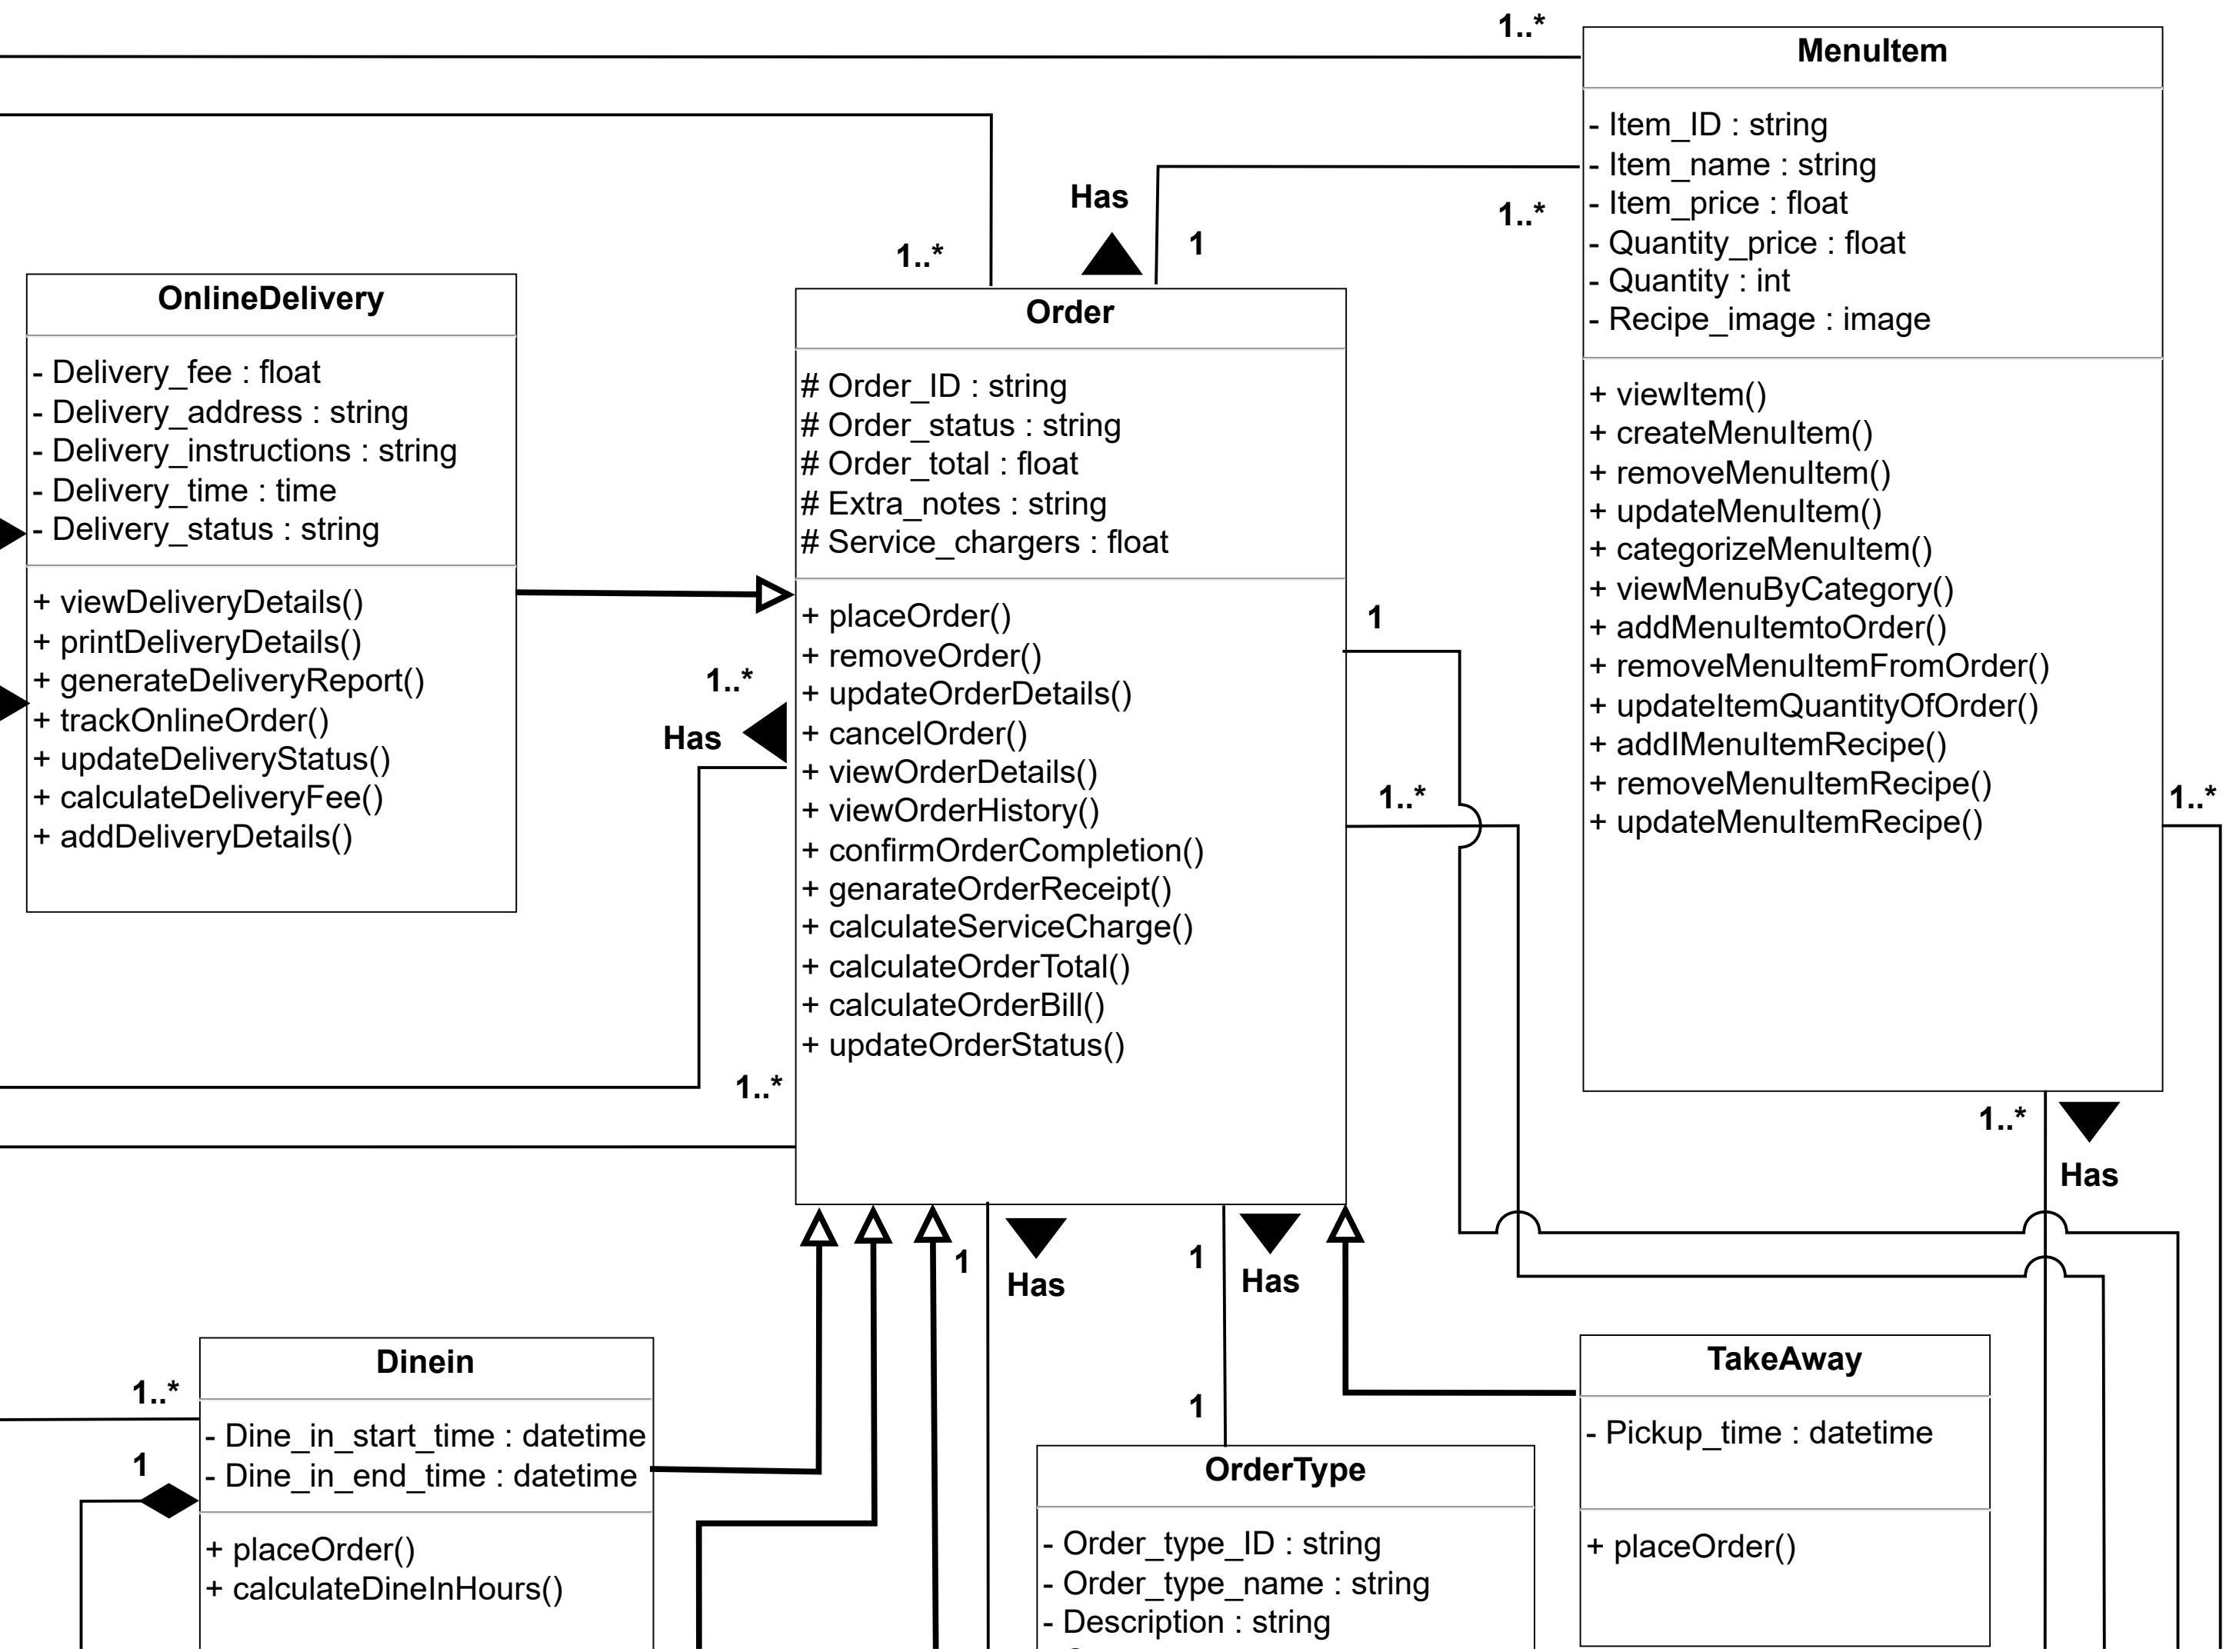 1..*
MenuItem
- Item_ID : string
- Item_name : string
- Item_price : float
- Quantity_price : float
- Quantity : int
- Recipe_image : image
+ viewItem()
+ createMenuItem()
+ removeMenuItem()
+ updateMenuItem()
+ categorizeMenuItem()
+ viewMenuByCategory()
+ addMenuItemtoOrder()
+ removeMenuItemFromOrder()
+ updateItemQuantityOfOrder()
+ addIMenuItemRecipe()
+ removeMenuItemRecipe()
+ updateMenuItemRecipe()
Has
1
1..*
1..*
OnlineDelivery
- Delivery_fee : float
- Delivery_address : string
- Delivery_instructions : string
- Delivery_time : time
- Delivery_status : string
+ viewDeliveryDetails()
+ printDeliveryDetails()
+ generateDeliveryReport()
+ trackOnlineOrder()
+ updateDeliveryStatus()
+ calculateDeliveryFee()
+ addDeliveryDetails()
Order
# Order_ID : string
# Order_status : string
# Order_total : float
# Extra_notes : string
# Service_chargers : float
+ placeOrder()
+ removeOrder()
+ updateOrderDetails()
+ cancelOrder()
+ viewOrderDetails()
+ viewOrderHistory()
+ confirmOrderCompletion()
+ genarateOrderReceipt()
+ calculateServiceCharge()
+ calculateOrderTotal()
+ calculateOrderBill()
+ updateOrderStatus()
1
1..*
Has
1..*
1..*
1..*
1..*
Has
1
Has
1
Has
1
Dinein
- Dine_in_start_time : datetime
- Dine_in_end_time : datetime
+ placeOrder()
+ calculateDineInHours()
1..*
1
OrderType
- Order_type_ID : string
- Order_type_name : string
- Description : string
TakeAway
- Pickup_time : datetime
+ placeOrder()